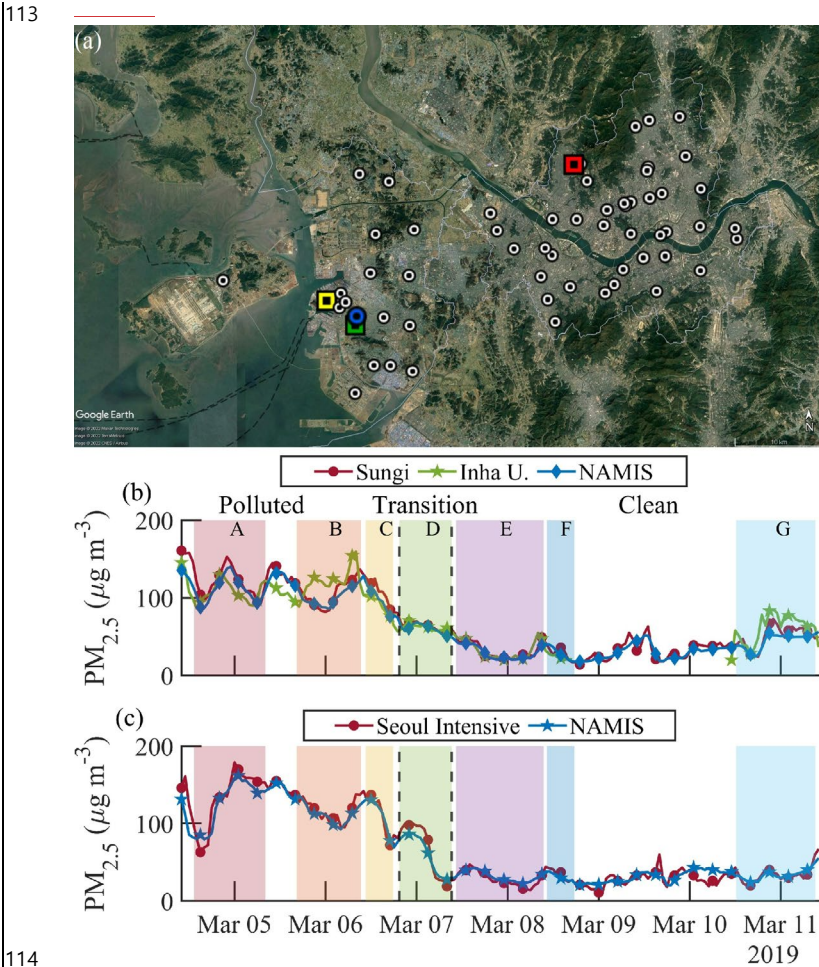 113
(a)
Google Earth
N
10 km
Sungi Inha U. NAMIS
(b)
Polluted Transition Clean
A B C D E F G
200
100
0
PM2.5 (μg m-3)
(c)
Seoul Intensive NAMIS
200
100
0
PM2.5 (μg m-3)
Mar 05 Mar 06 Mar 07 Mar 08 Mar 09 Mar 10 Mar 11
2019
114